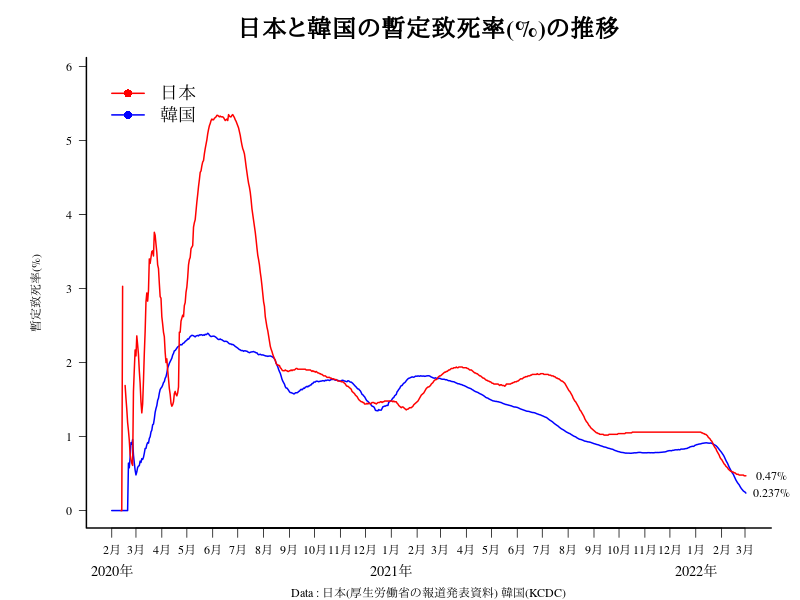 日本と韓国の暫定致死率(%)の推移
日本
韓国
暫定致死率(%)
6
5
4
3
2
1
0
0.47%
0.237%
2月 3月 4月 5月 6月 7月 8月 9月 10月 11月 12月 1月 2月 3月 4月 5月 6月 7月 8月 9月 10月 11月 12月 1月 2月 3月
2020年 2021年 2022年
Data : 日本(厚生労働省の報道発表資料) 韓国(KCDC)